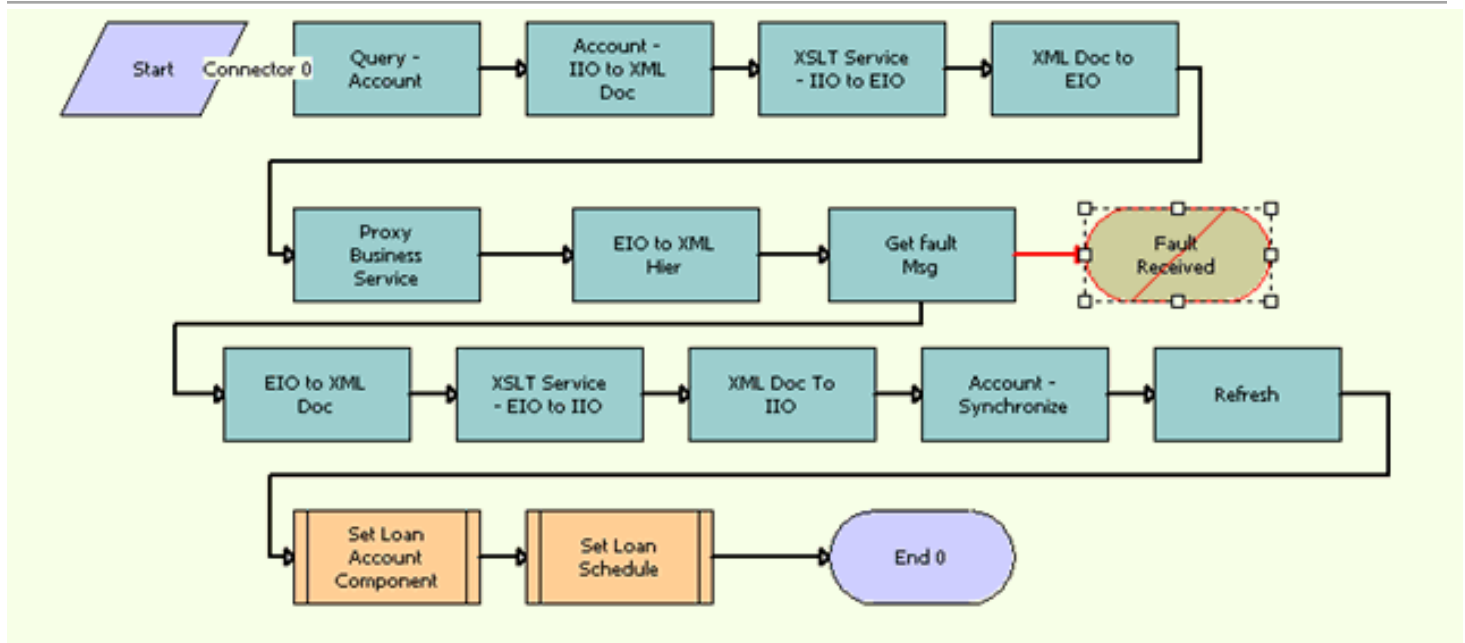 Start
Connector 0
Query -
Account
Account -
IIO to XML
Doc
XSLT Service
- IIO to EIO
XML Doc to
EIO
Proxy
Business
Service
EIO to XML
Hier
Get fault
Msg
Fault
Received
EIO to XML
Doc
XSLT Service
- EIO to IIO
XML Doc To
IIO
Account -
Synchronize
Refresh
Set Loan
Account
Component
Set Loan
Schedule
End 0